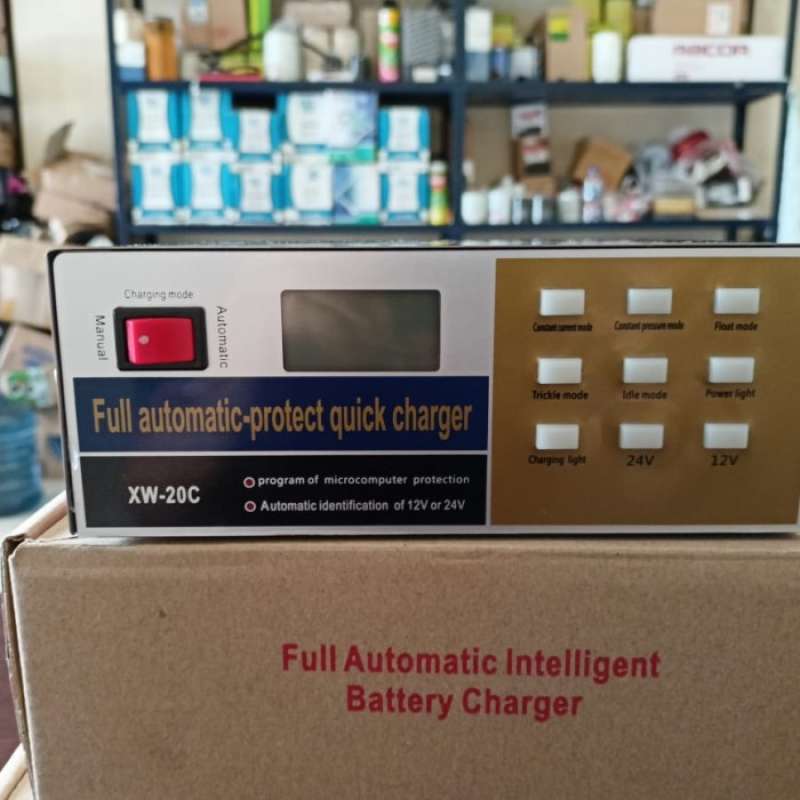 Charging mode
Manual
Automatic
Full automatic-protect quick charger
XW-20C
program of microcomputer protection
Automatic identification of 12V or 24V
Constant current mode
Constant pressure mode
Float mode
Trickle mode
Idle mode
Power light
Charging light
24V
12V
Full Automatic Intelligent
Battery Charger